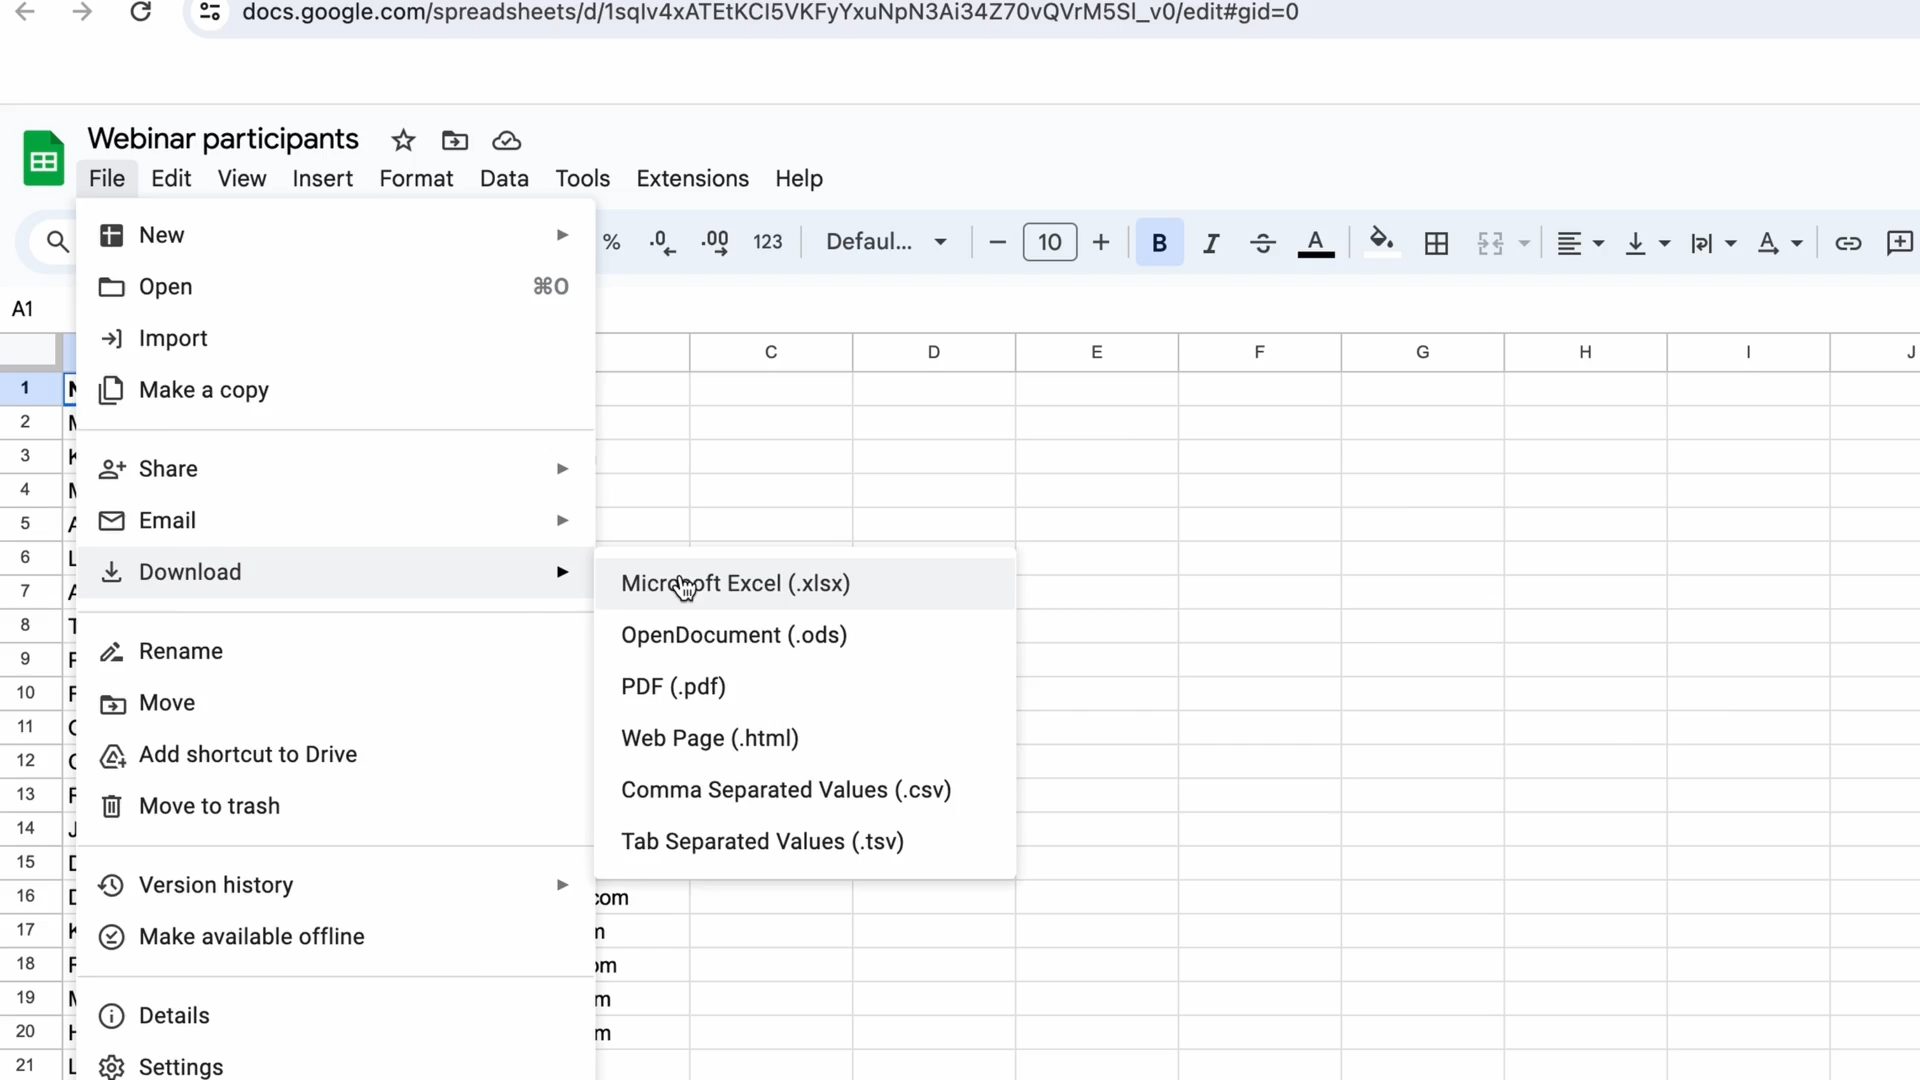 docs.google.com/spreadsheets/d/1sqlv4xATEtKCI5VKFyYxuNpN3Ai34Z70vQVrM5SI_v0/edit#gid=0
Webinar participants
File Edit View Insert Format Data Tools Extensions Help
% .0 .00 123 Defaul... 10 B I S A A
New
Open ⌘O
Import
Make a copy
Share
Email
Download
Rename
Move
Add shortcut to Drive
Move to trash
Version history
Make available offline
Details
Settings
Microsoft Excel (.xlsx)
OpenDocument (.ods)
PDF (.pdf)
Web Page (.html)
Comma Separated Values (.csv)
Tab Separated Values (.tsv)
A1
C D E F G H I J
1
2
3
4
5
6
7
8
9
10
11
12
13
14
15
16 com
17
18
19
20
21